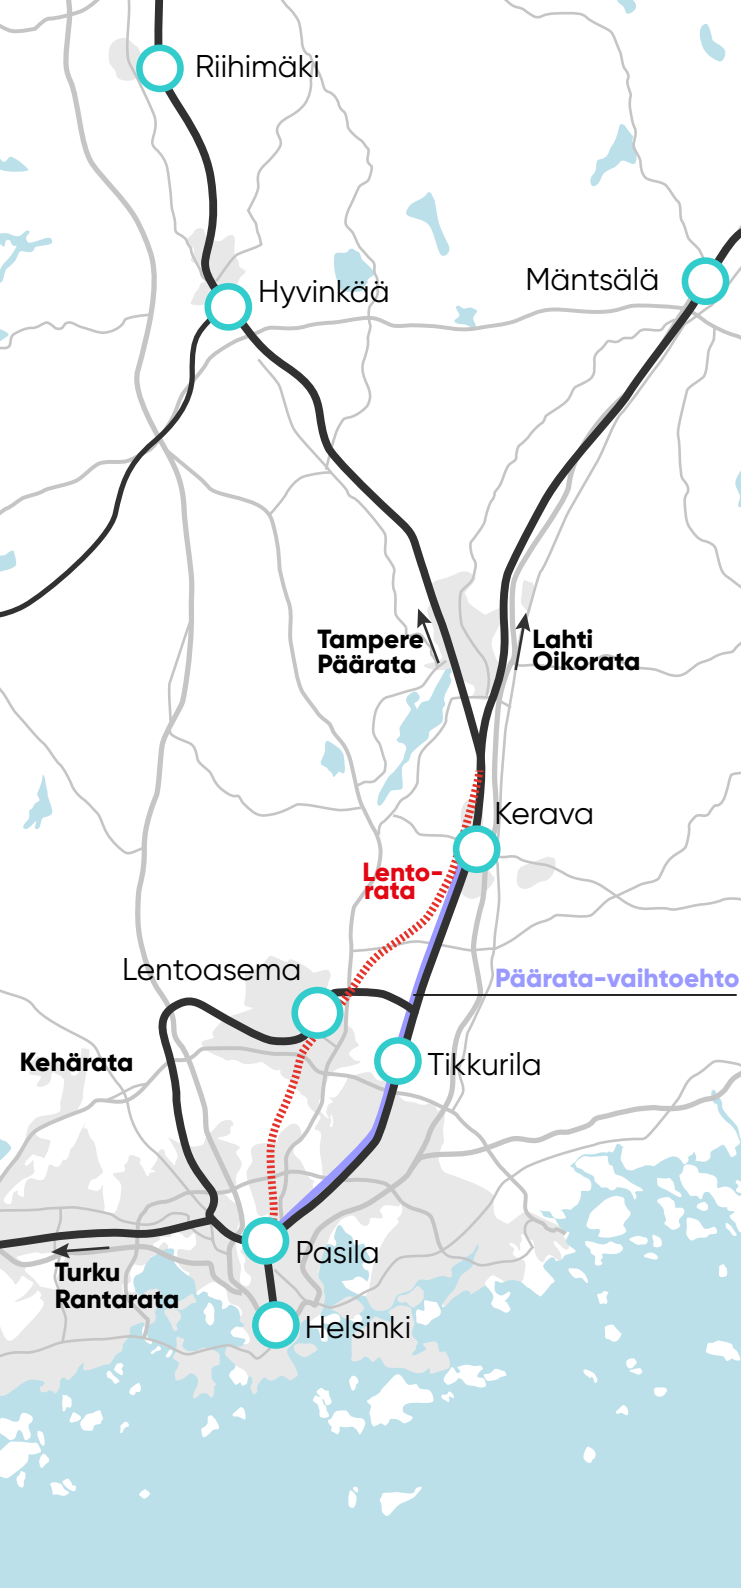 Riihimäki
Mäntsälä
Hyvinkää
Tampere
Päärata
Lahti
Oikorata
Kerava
Lento-
rata
Lentoasema
Päärata-vaihtoehto
Kehärata
Tikkurila
Pasila
Turku
Rantarata
Helsinki